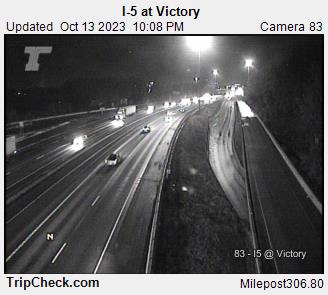 I-5 at Victory
Updated Oct 13 2023 10:08 PM Camera 83
T
N
83 - I5 @ Victory
TripCheck.com Milepost306.80